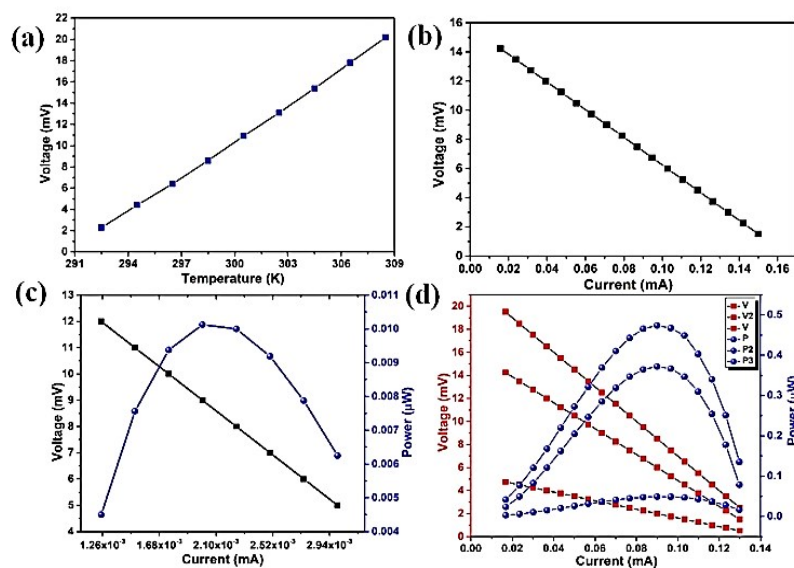 (a)
Voltage (mV)
22
20
18
16
14
12
10
8
6
4
2
0
291 294 297 300 303 306 309
Temperature (K)
(b)
Voltage (mV)
16
14
12
10
8
6
4
2
0
0.00 0.02 0.04 0.06 0.08 0.10 0.12 0.14 0.16
Current (mA)
(c)
Voltage (mV)
13
12
11
10
9
8
7
6
5
4
1.26x10⁻³ 1.68x10⁻³ 2.10x10⁻³ 2.52x10⁻³ 2.94x10⁻³
Current (mA)
0.011
0.010
0.009
0.008
0.007
0.006
0.005
0.004
Power (µW)
(d)
Voltage (mV)
20
18
16
14
12
10
8
6
4
2
0
0.00 0.02 0.04 0.06 0.08 0.10 0.12 0.14
Current (mA)
V
V2
V
P
P2
P3
0.5
0.4
0.3
0.2
0.1
0.0
Power (µW)